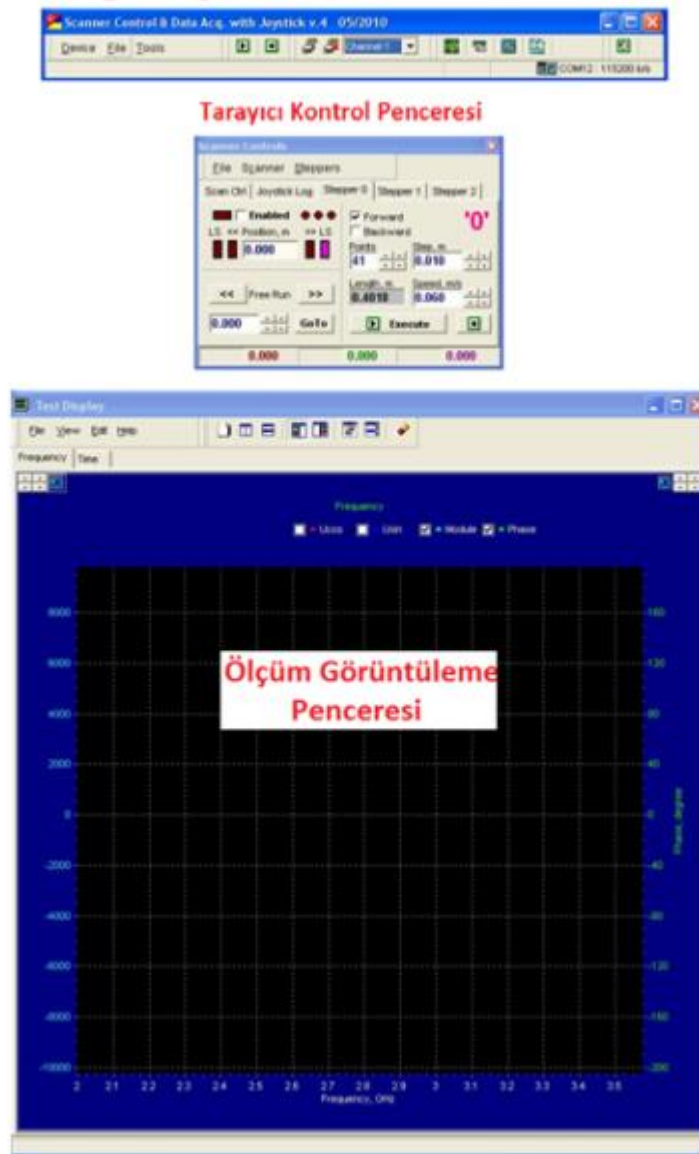 Scanner Control & Data Acq. with Joystick v.4 05/2010
Device File Tools
Channel 1
COM12 : 115200 b/s
Tarayıcı Kontrol Penceresi
Scanner Controls
File Scanner Steppers
Scan Ctrl Joystick Log Stepper 0 Stepper 1 Stepper 2
Enabled Forward '0'
LS << Position, m >> LS Backward
0.000
Points Step, m
41 0.010
<< Free Run >>
Length, m Speed, m/s
0.4010 0.060
0.000 GoTo Execute
0.000 0.000 0.000
Test Display
File View Edit Help
Frequency Time
Frequency
Ucos Usin Module Phase
8000 160
6000 120
Ölçüm Görüntüleme
Penceresi
4000 80
2000 40
0 0
Phase, degree
-2000 -40
-4000 -80
-6000 -120
-8000 -160
-10000 -200
2 2.1 2.2 2.3 2.4 2.5 2.6 2.7 2.8 2.9 3 3.1 3.2 3.3 3.4 3.5
Frequency, GHz